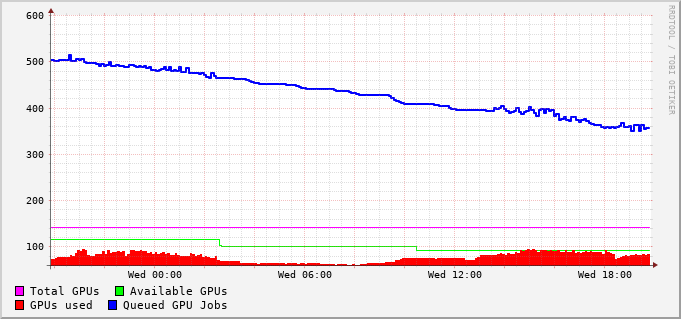 600
500
400
300
200
100
Wed 00:00 Wed 06:00 Wed 12:00 Wed 18:00
Total GPUs Available GPUs
GPUs used Queued GPU Jobs
RRDTOOL / TOBI OETIKER